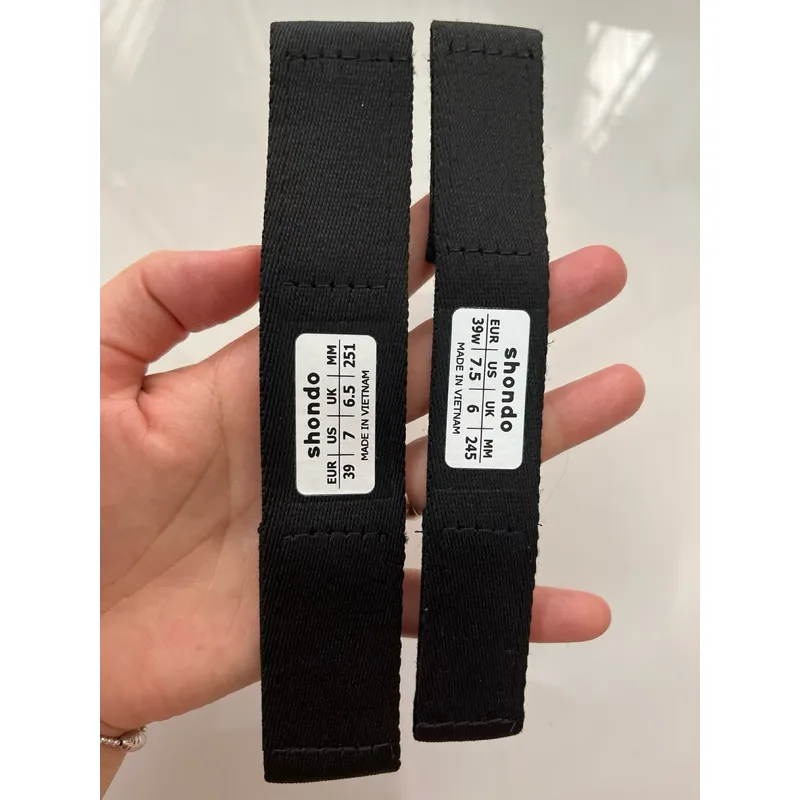 shondo
EUR | US | UK | MM
39 | 7 | 6.5 | 251
MADE IN VIETNAM
shondo
EUR | US | UK | MM
39w | 7.5 | 6 | 245
MADE IN VIETNAM